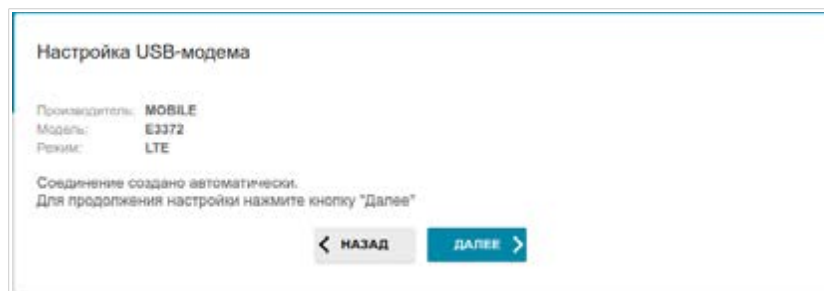 Настройка USB-модема
Производитель: MOBILE
Модель: E3372
Режим: LTE
Соединение создано автоматически.
Для продолжения настройки нажмите кнопку "Далее"
НАЗАД ДАЛЕЕ